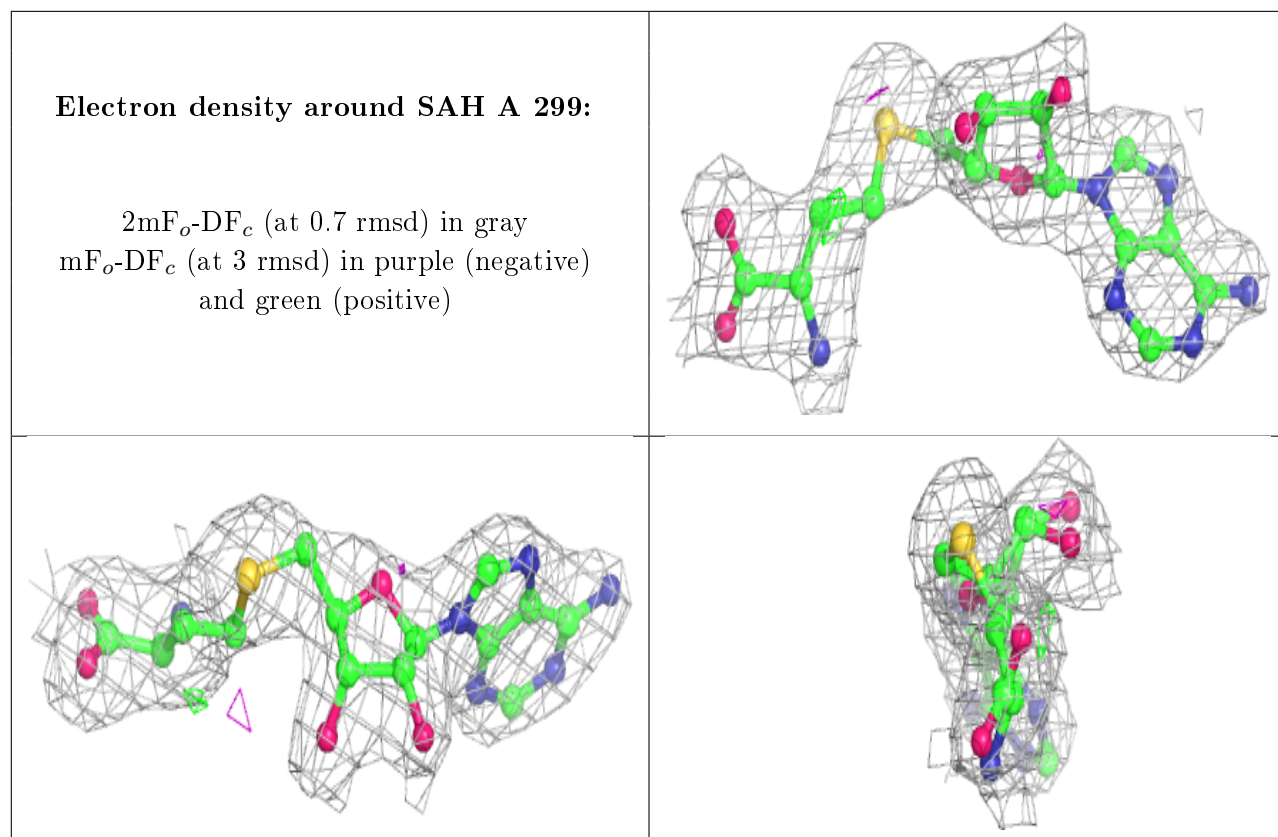 Electron density around SAH A 299:
2mFo-DFc (at 0.7 rmsd) in gray
mFo-DFc (at 3 rmsd) in purple (negative)
and green (positive)